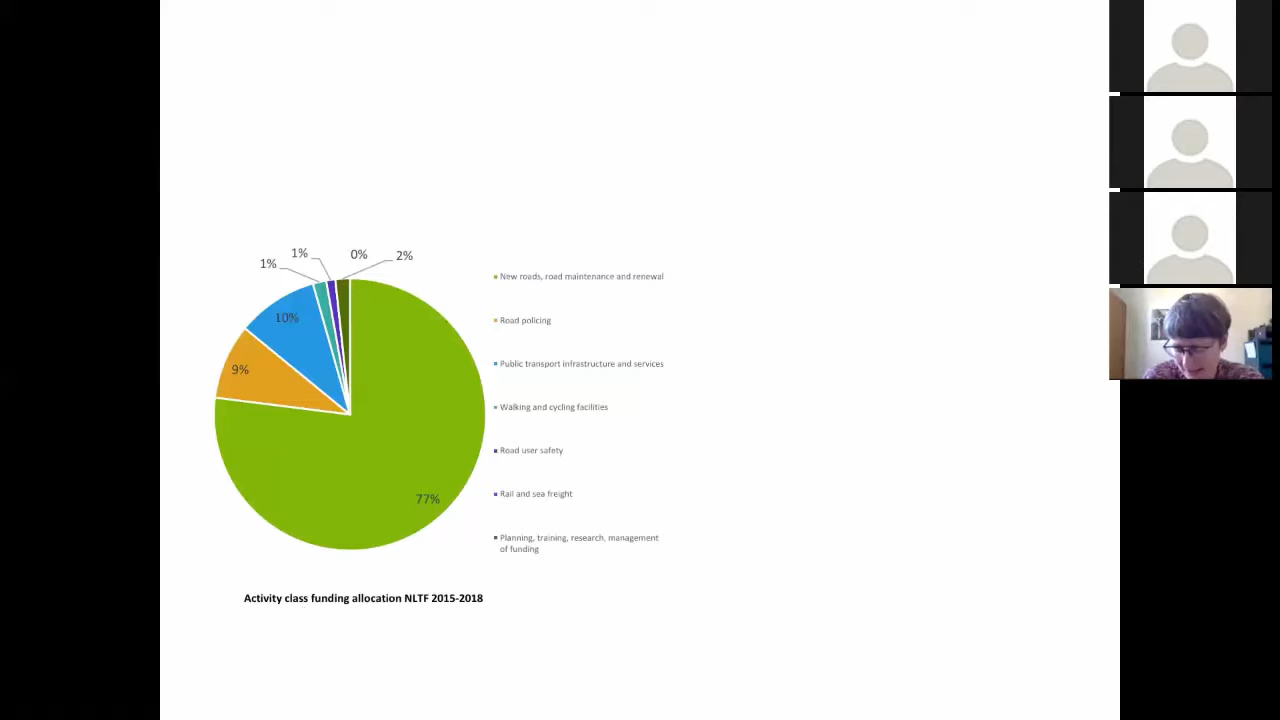 1%
1%
0%
2%
10%
9%
77%
New roads, road maintenance and renewal
Road policing
Public transport infrastructure and services
Walking and cycling facilities
Road user safety
Rail and sea freight
Planning, training, research, management
of funding
Activity class funding allocation NLTF 2015-2018